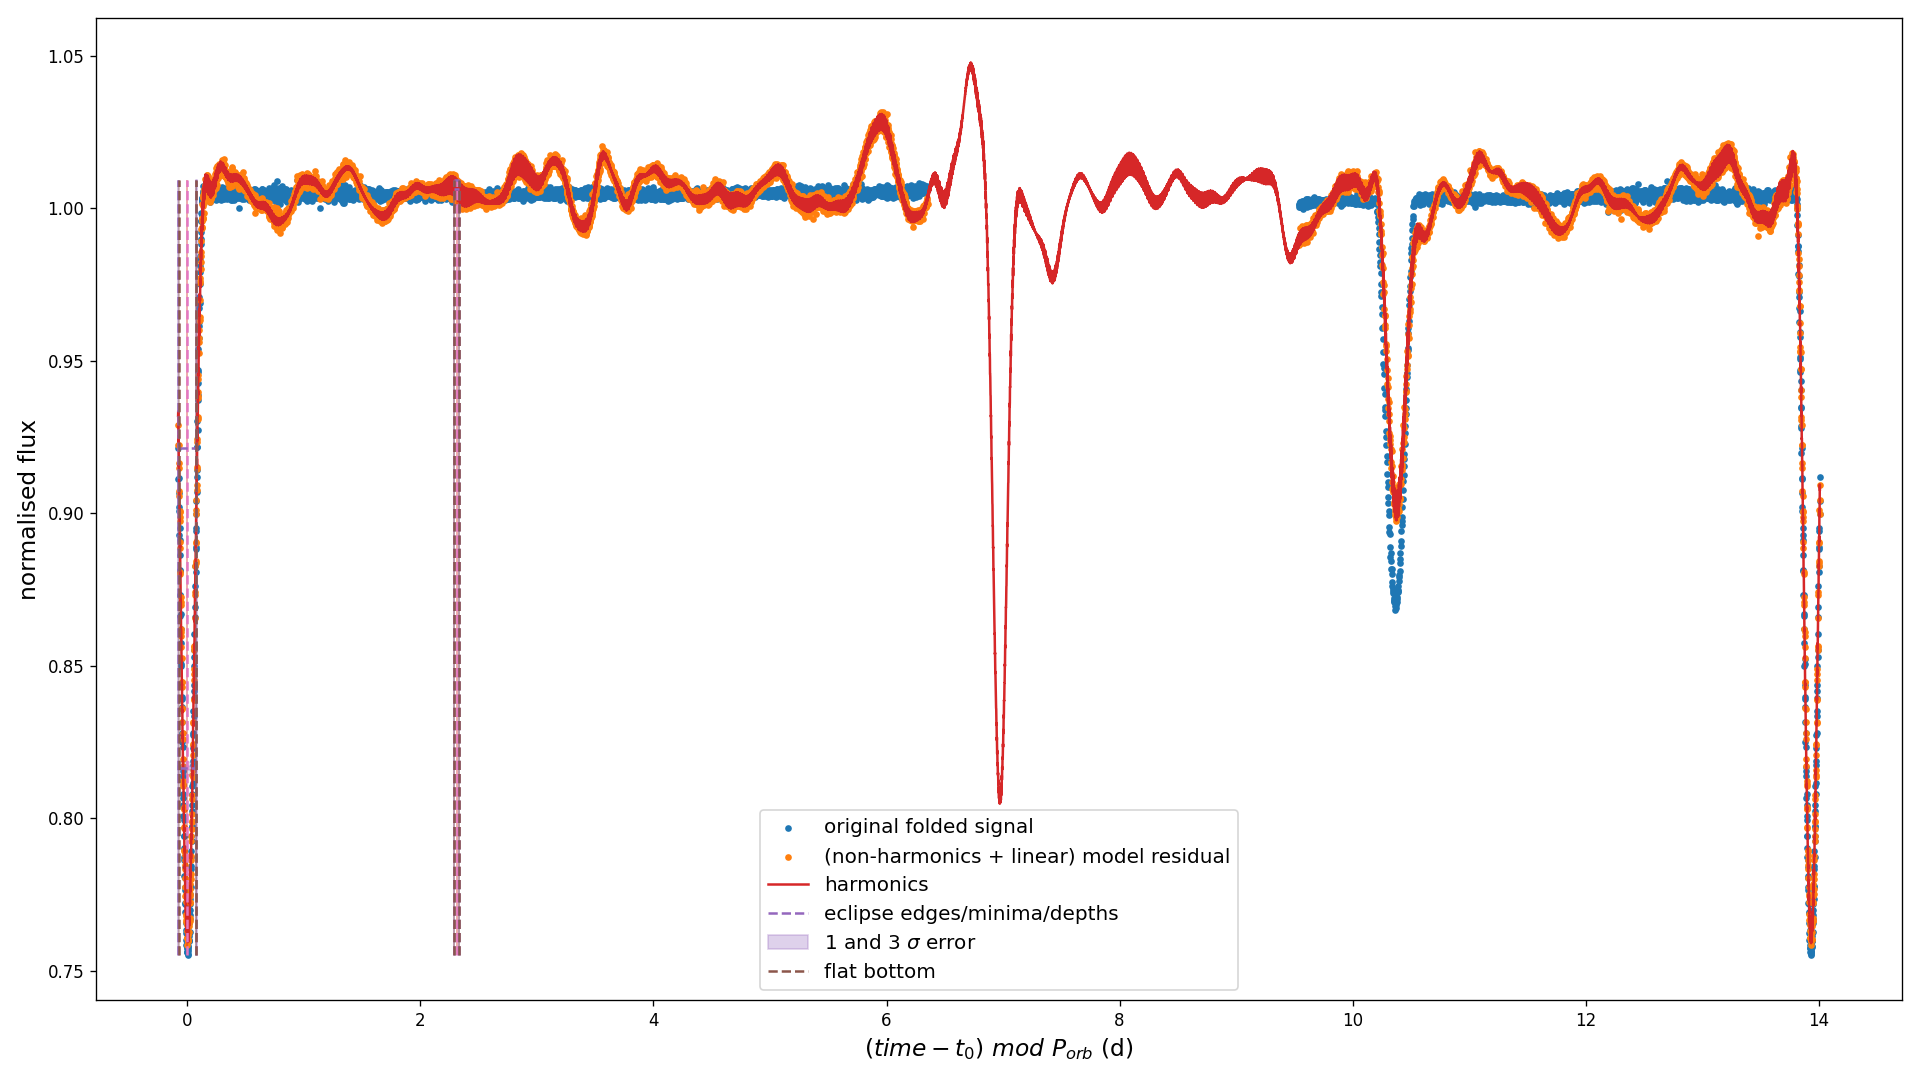 normalised flux
1.05
1.00
0.95
0.90
0.85
0.80
0.75
original folded signal
(non-harmonics + linear) model residual
harmonics
eclipse edges/minima/depths
1 and 3 σ error
flat bottom
0 2 4 6 8 10 12 14
(time − t₀) mod Pₒᵣ♭ (d)